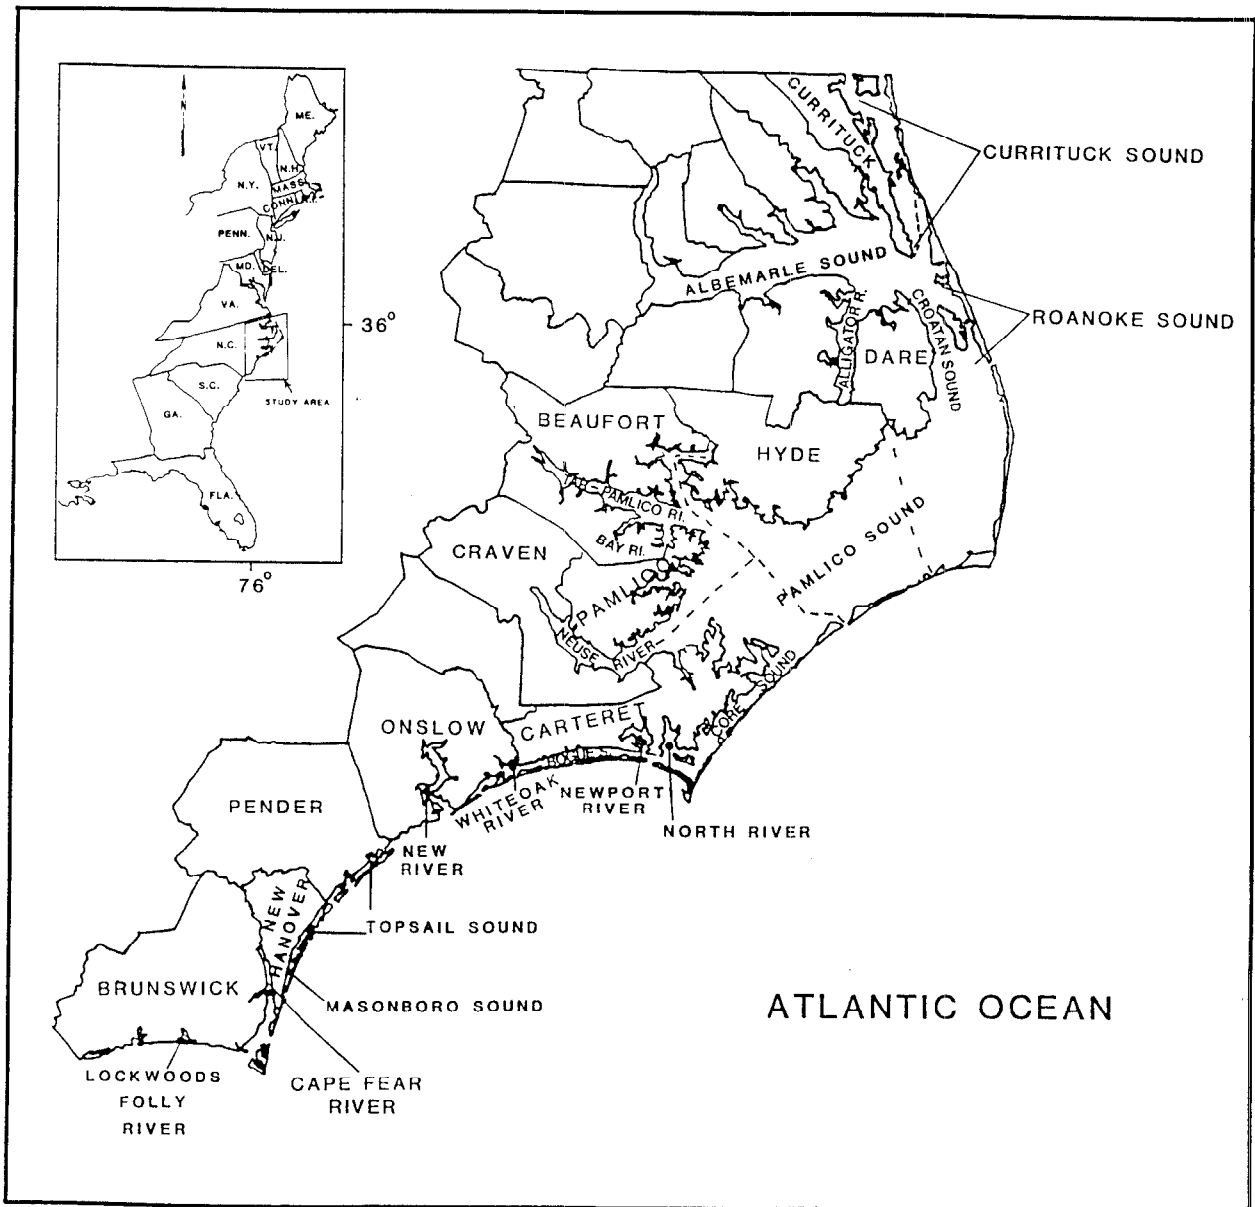 N
ME.
VT.
N.H.
N.Y.
MASS.
CONN.
R.I.
PENN.
N.J.
MD.
DEL.
VA.
N.C.
S.C.
GA.
FLA.
STUDY AREA
36°
76°
CURRITUCK
CURRITUCK SOUND
ALBEMARLE SOUND
ROANOKE SOUND
ALLIGATOR R.
CROATAN SOUND
DARE
BEAUFORT
HYDE
TAR-PAMLICO RI.
PAMLICO SOUND
BAY RI.
CRAVEN
PAMLICO
NEUSE RIVER
CORE SOUND
ONSLOW
CARTERET
BOGUE S.
WHITEOAK
RIVER
NEWPORT
RIVER
NORTH RIVER
PENDER
NEW
RIVER
NEW
HANOVER
TOPSAIL SOUND
BRUNSWICK
MASONBORO SOUND
ATLANTIC OCEAN
LOCKWOODS
FOLLY
RIVER
CAPE FEAR
RIVER